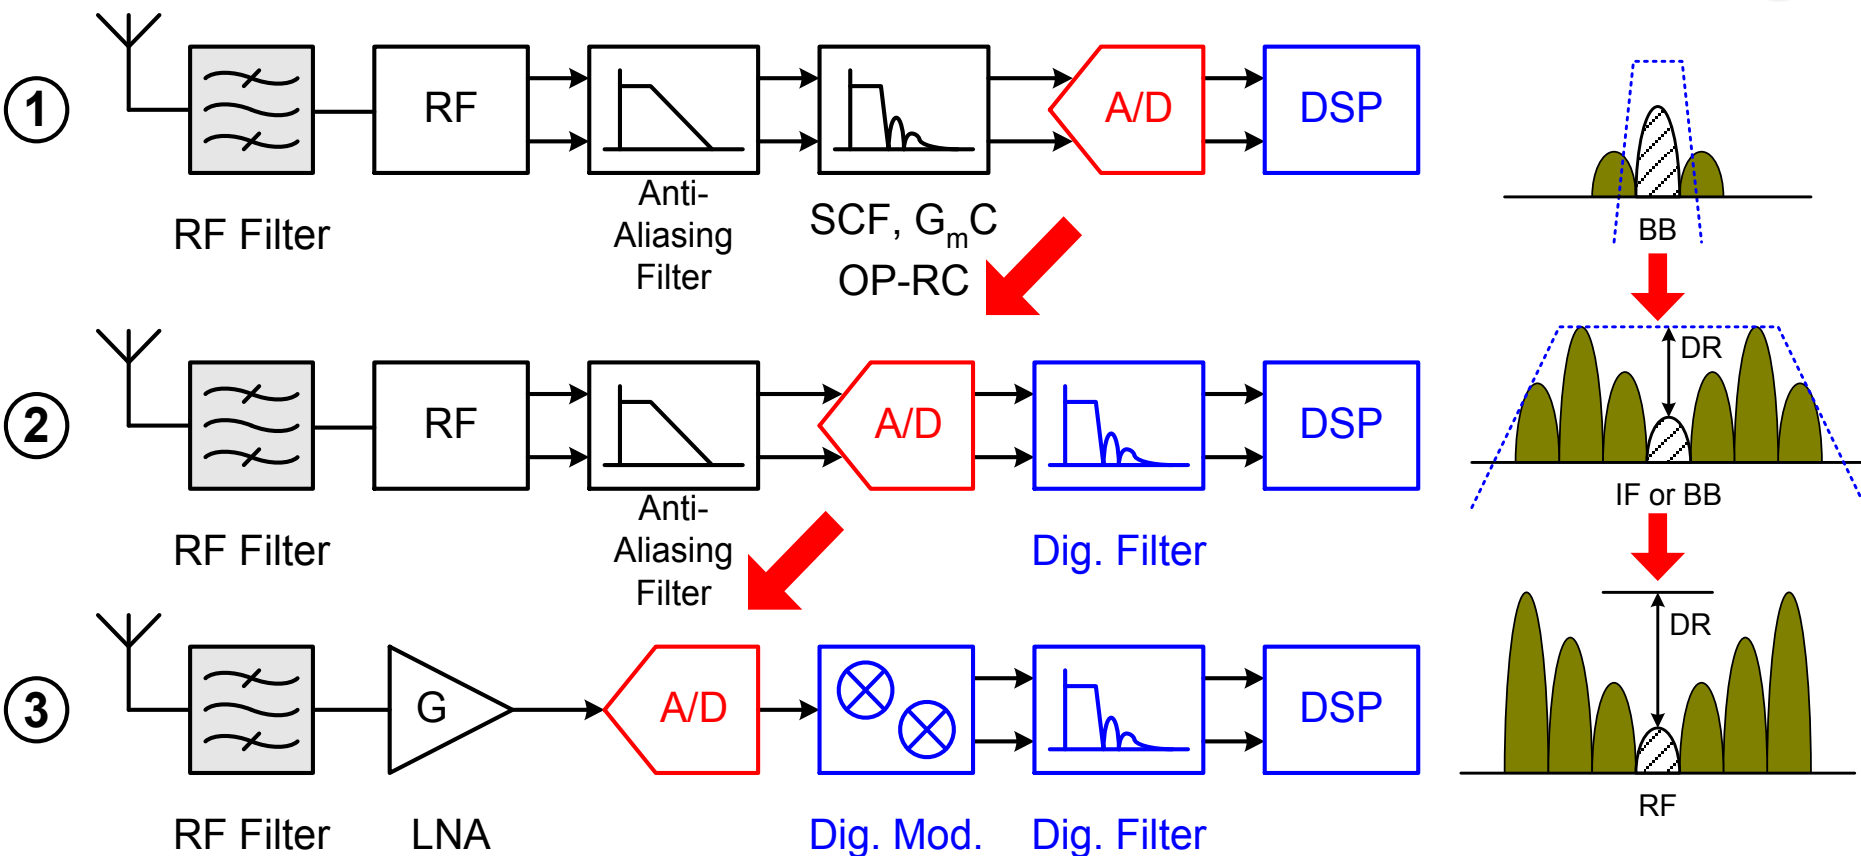 1
RF
A/D
DSP
RF Filter
Anti-
Aliasing
Filter
SCF, GmC
OP-RC
BB
2
RF
A/D
DSP
RF Filter
Anti-
Aliasing
Filter
Dig. Filter
DR
IF or BB
3
G
A/D
DSP
RF Filter
LNA
Dig. Mod.
Dig. Filter
DR
RF